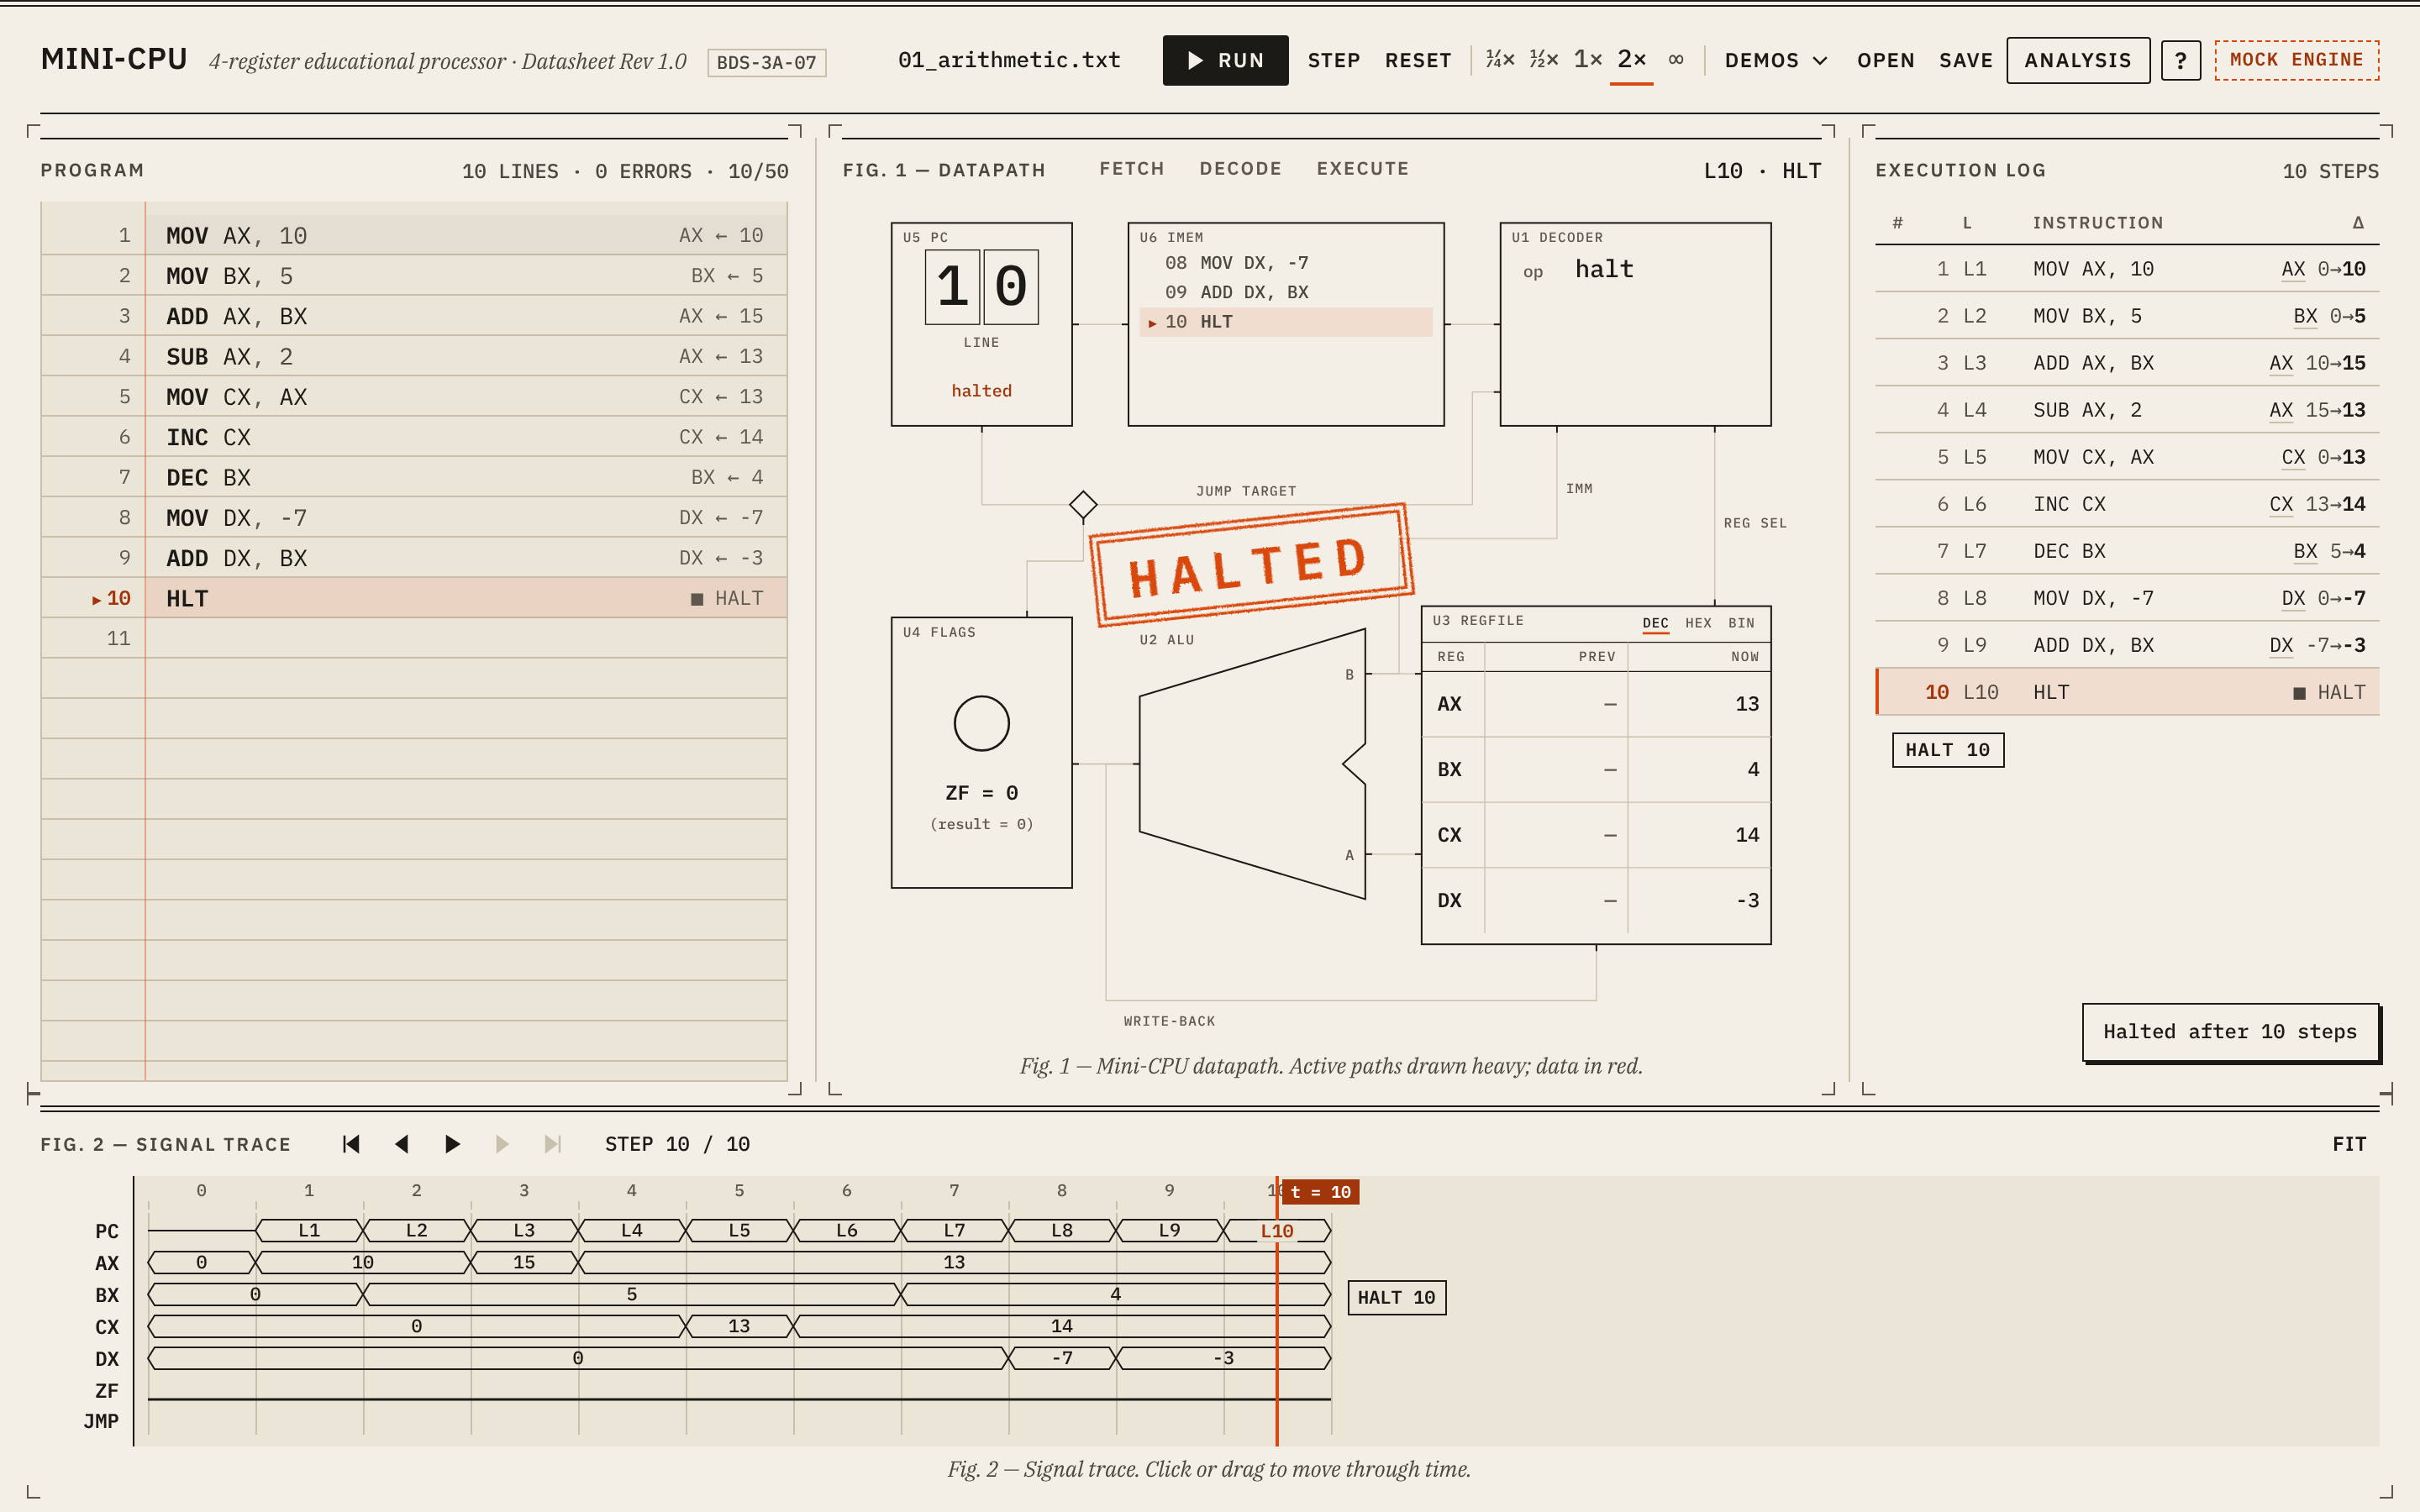 MINI-CPU 4-register educational processor · Datasheet Rev 1.0 BDS-3A-07 01_arithmetic.txt ▶ RUN STEP RESET ¼× ½× 1× 2× ∞ DEMOS OPEN SAVE ANALYSIS ? MOCK ENGINE
PROGRAM 10 LINES · 0 ERRORS · 10/50
1 MOV AX, 10 AX ← 10
2 MOV BX, 5 BX ← 5
3 ADD AX, BX AX ← 15
4 SUB AX, 2 AX ← 13
5 MOV CX, AX CX ← 13
6 INC CX CX ← 14
7 DEC BX BX ← 4
8 MOV DX, -7 DX ← -7
9 ADD DX, BX DX ← -3
▶ 10 HLT ■ HALT
11
FIG. 1 — DATAPATH FETCH DECODE EXECUTE L10 · HLT
U5 PC
10
LINE
halted
U6 IMEM
08 MOV DX, -7
09 ADD DX, BX
▶ 10 HLT
U1 DECODER
op halt
JUMP TARGET
IMM
REG SEL
HALTED
U4 FLAGS
ZF = 0
(result = 0)
U2 ALU
B
A
U3 REGFILE DEC HEX BIN
REG PREV NOW
AX — 13
BX — 4
CX — 14
DX — -3
WRITE-BACK
Fig. 1 — Mini-CPU datapath. Active paths drawn heavy; data in red.
EXECUTION LOG 10 STEPS
# L INSTRUCTION Δ
1 L1 MOV AX, 10 AX 0→10
2 L2 MOV BX, 5 BX 0→5
3 L3 ADD AX, BX AX 10→15
4 L4 SUB AX, 2 AX 15→13
5 L5 MOV CX, AX CX 0→13
6 L6 INC CX CX 13→14
7 L7 DEC BX BX 5→4
8 L8 MOV DX, -7 DX 0→-7
9 L9 ADD DX, BX DX -7→-3
10 L10 HLT ■ HALT
HALT 10
Halted after 10 steps
FIG. 2 — SIGNAL TRACE STEP 10 / 10 FIT
0 1 2 3 4 5 6 7 8 9 10 t = 10
PC L1 L2 L3 L4 L5 L6 L7 L8 L9 L10
AX 0 10 15 13
BX 0 5 4 HALT 10
CX 0 13 14
DX 0 -7 -3
ZF
JMP
Fig. 2 — Signal trace. Click or drag to move through time.